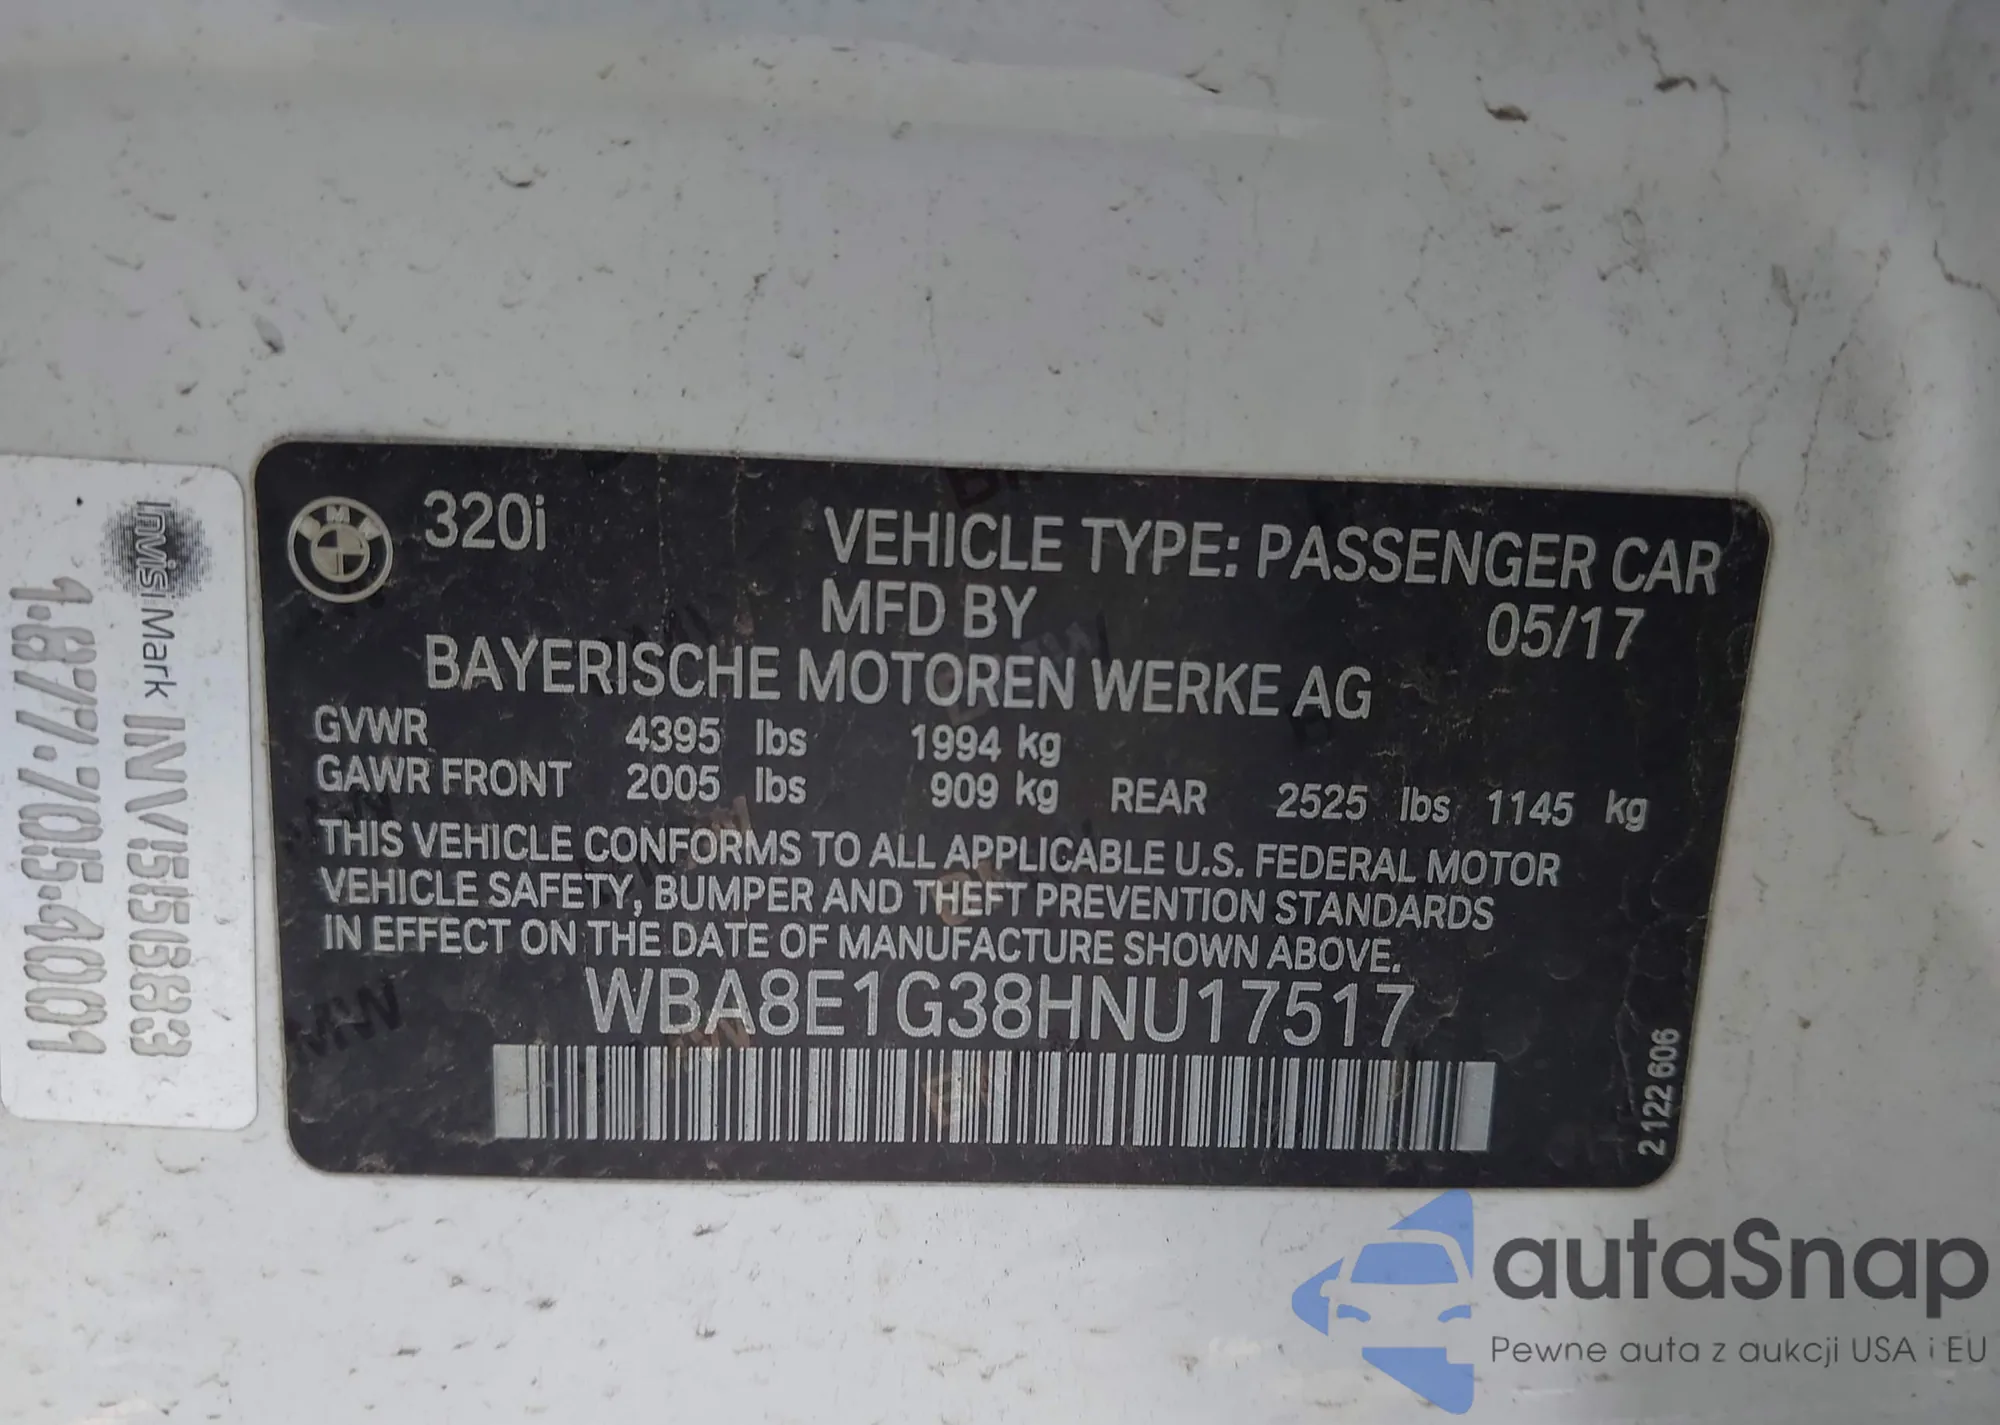 InvisiMark INV55683
1.877.705.4001
BMW
320i
VEHICLE TYPE: PASSENGER CAR
MFD BY
05/17
BAYERISCHE MOTOREN WERKE AG
GVWR 4395 lbs 1994 kg
GAWR FRONT 2005 lbs 909 kg REAR 2525 lbs 1145 kg
THIS VEHICLE CONFORMS TO ALL APPLICABLE U.S. FEDERAL MOTOR
VEHICLE SAFETY, BUMPER AND THEFT PREVENTION STANDARDS
IN EFFECT ON THE DATE OF MANUFACTURE SHOWN ABOVE.
WBA8E1G38HNU17517
2 122 606
autaSnap
Pewne auta z aukcji USA i EU